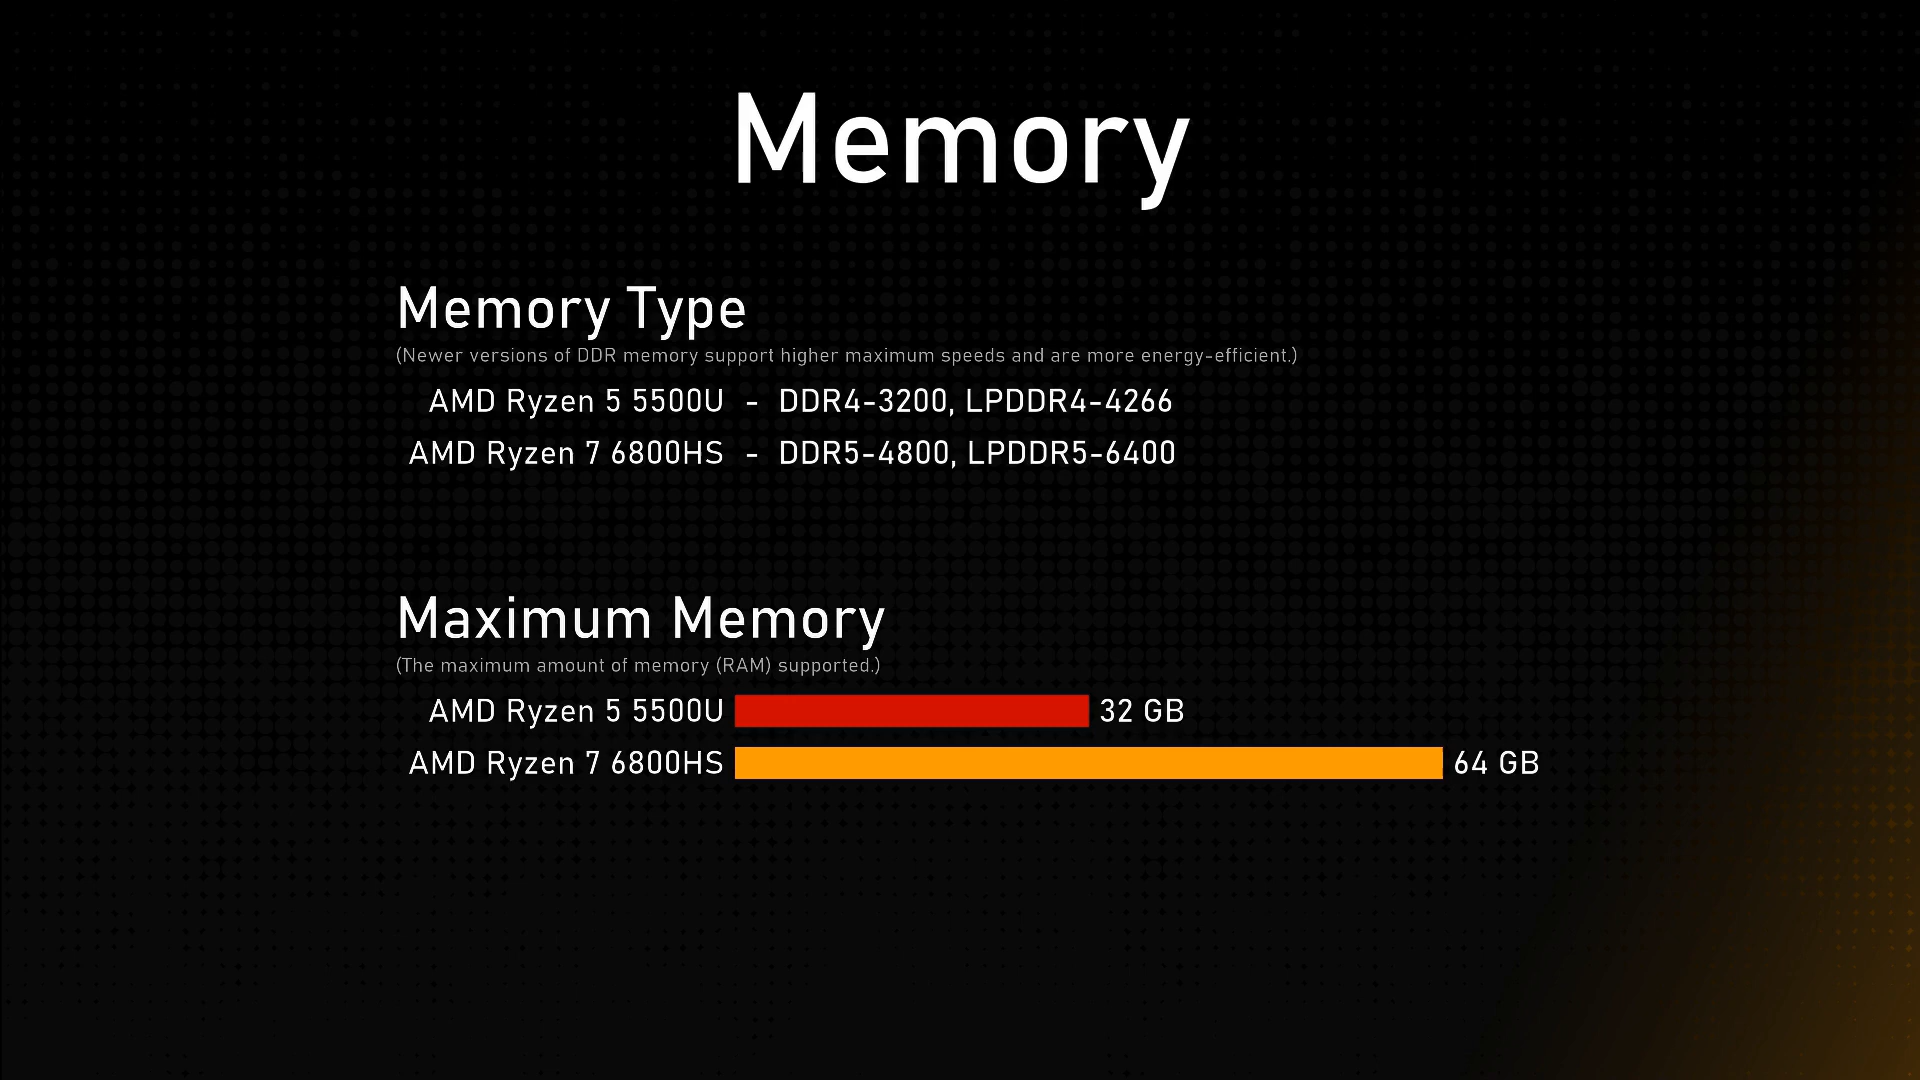 Memory
Memory Type
(Newer versions of DDR memory support higher maximum speeds and are more energy-efficient.)
AMD Ryzen 5 5500U - DDR4-3200, LPDDR4-4266
AMD Ryzen 7 6800HS - DDR5-4800, LPDDR5-6400
Maximum Memory
(The maximum amount of memory (RAM) supported.)
AMD Ryzen 5 5500U 32 GB
AMD Ryzen 7 6800HS 64 GB